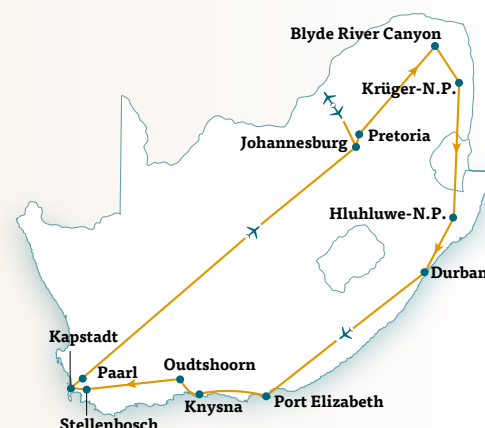 Blyde River Canyon
Krüger-N.P.
Johannesburg
Pretoria
Hluhluwe-N.P.
Durban
Kapstadt
Paarl
Oudtshoorn
Knysna
Port Elizabeth
Stellenbosch